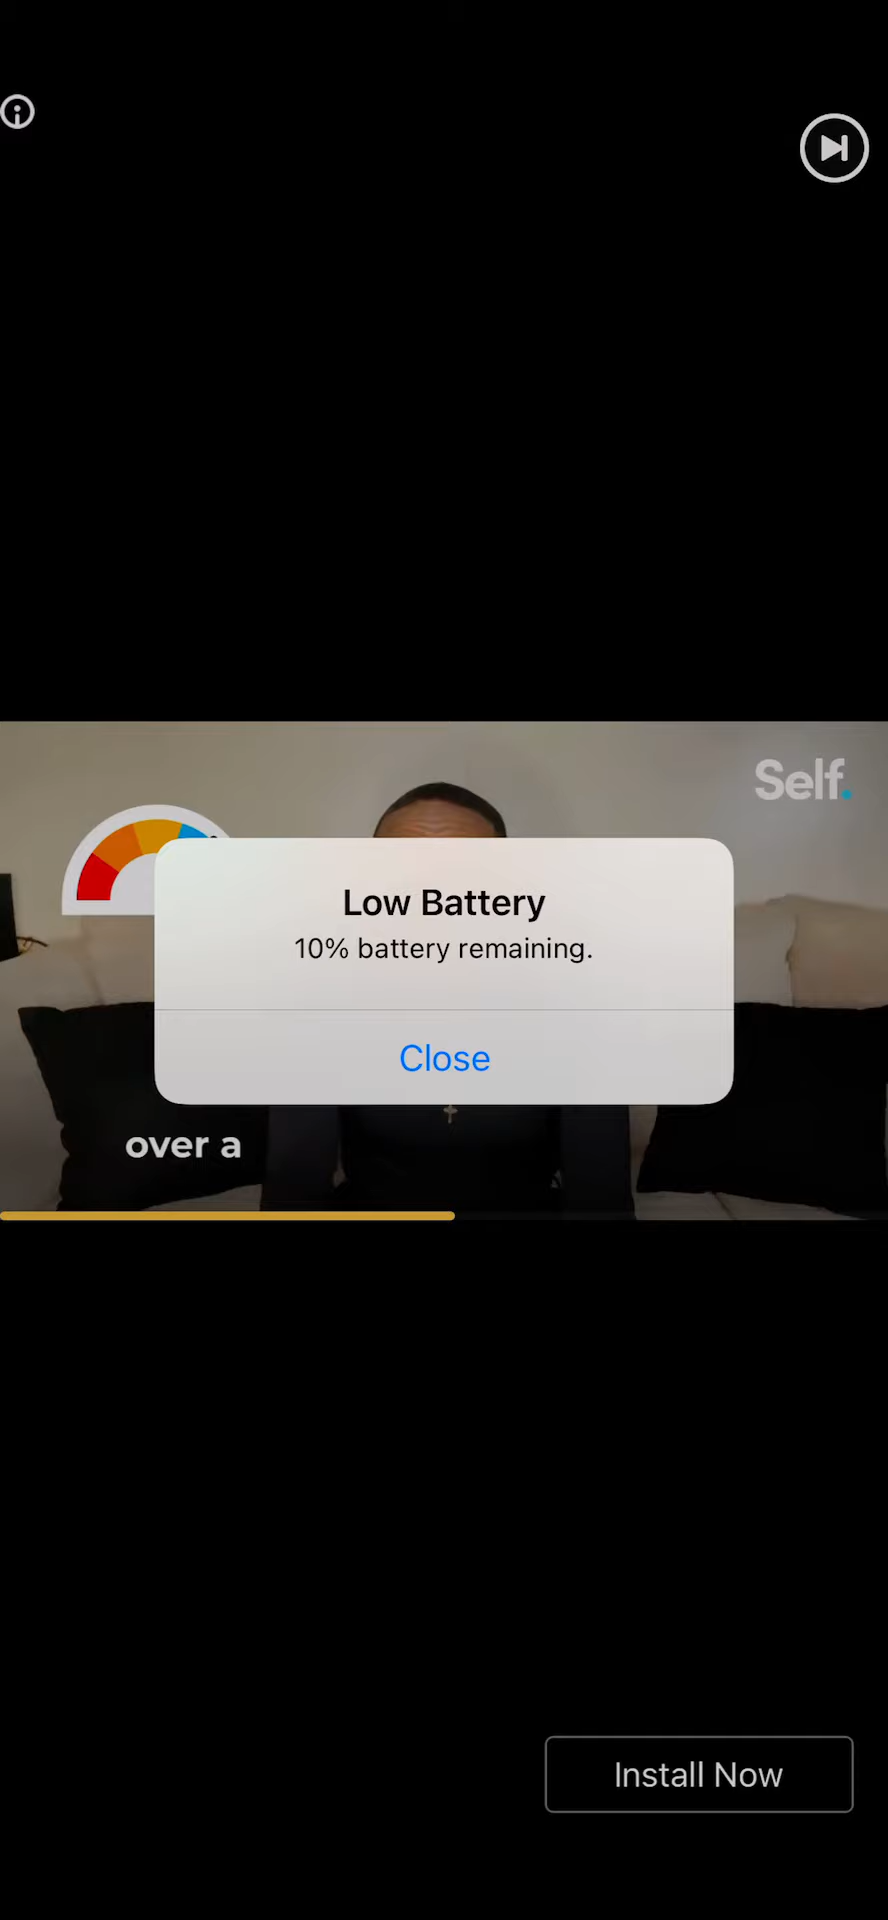 Self.
Low Battery
10% battery remaining.
Close
over a
Install Now